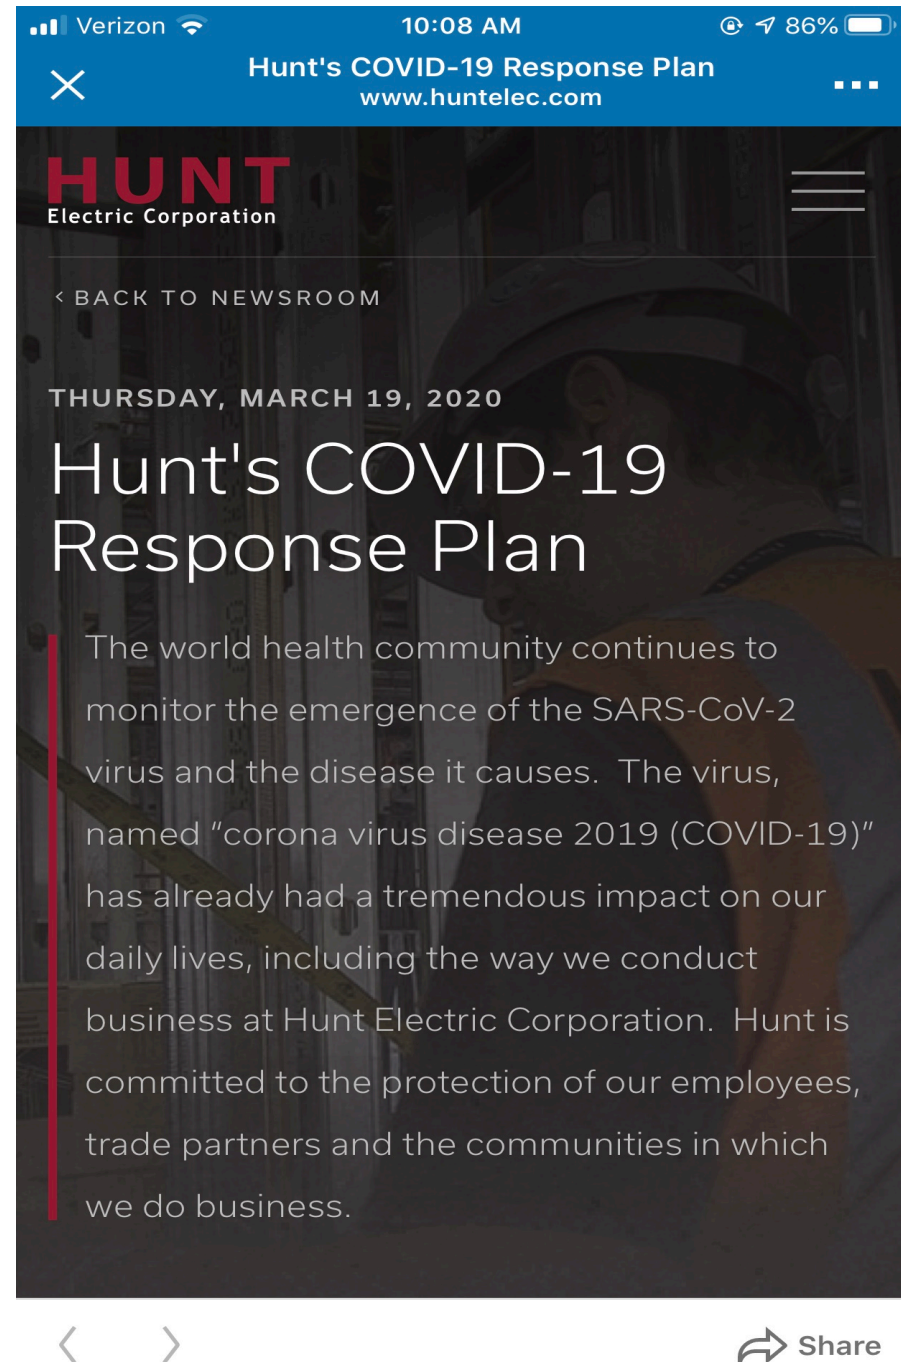 Verizon 10:08 AM 86%
Hunt's COVID-19 Response Plan
www.huntelec.com
HUNT
Electric Corporation
< BACK TO NEWSROOM
THURSDAY, MARCH 19, 2020
Hunt's COVID-19
Response Plan
The world health community continues to
monitor the emergence of the SARS-CoV-2
virus and the disease it causes.  The virus,
named “corona virus disease 2019 (COVID-19)”
has already had a tremendous impact on our
daily lives, including the way we conduct
business at Hunt Electric Corporation.  Hunt is
committed to the protection of our employees,
trade partners and the communities in which
we do business.
Share